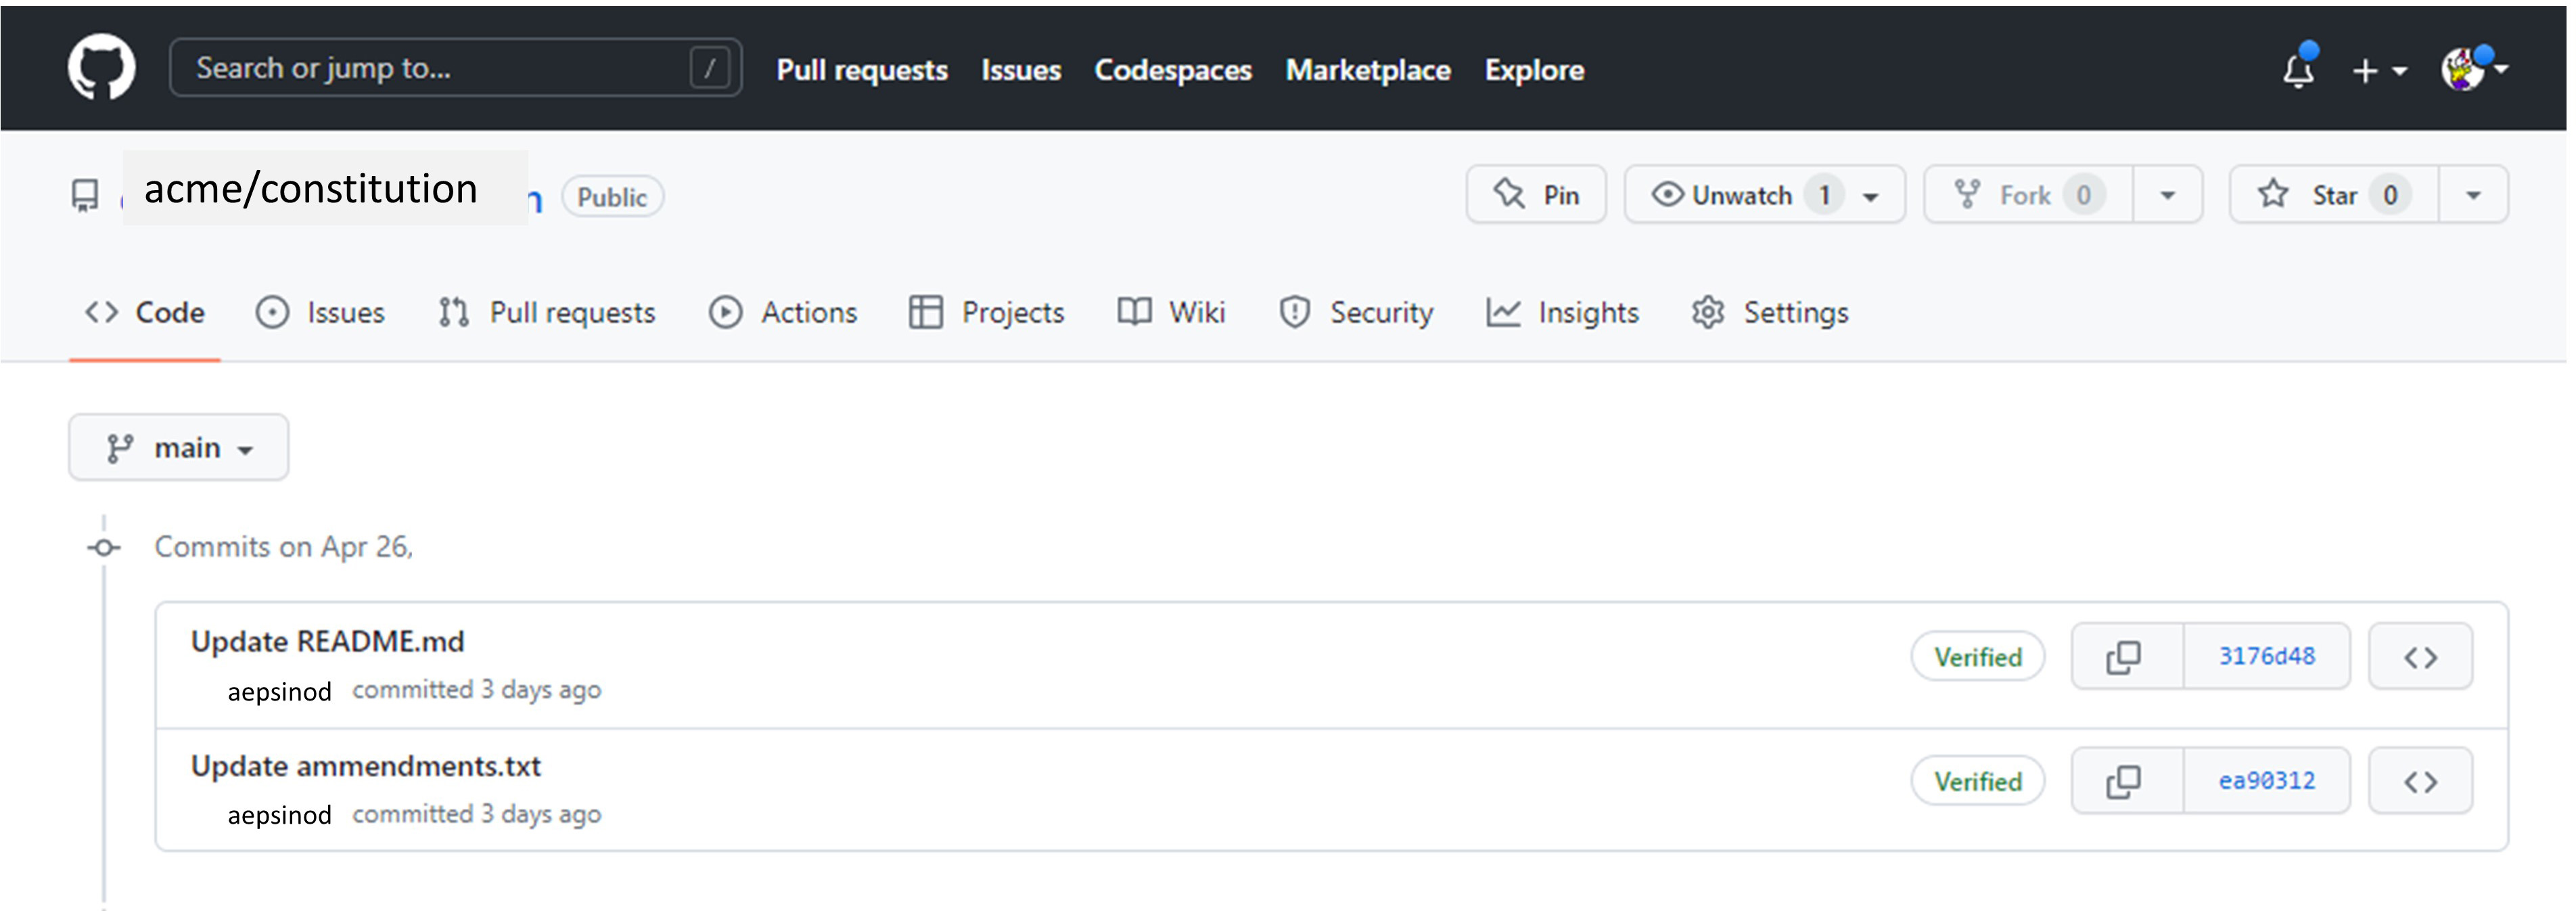 Search or jump to... / Pull requests Issues Codespaces Marketplace Explore
acme/constitution n Public Pin Unwatch 1 Fork 0 Star 0
Code Issues Pull requests Actions Projects Wiki Security Insights Settings
main
Commits on Apr 26,
Update README.md Verified 3176d48
aepsinod committed 3 days ago
Update ammendments.txt Verified ea90312
aepsinod committed 3 days ago